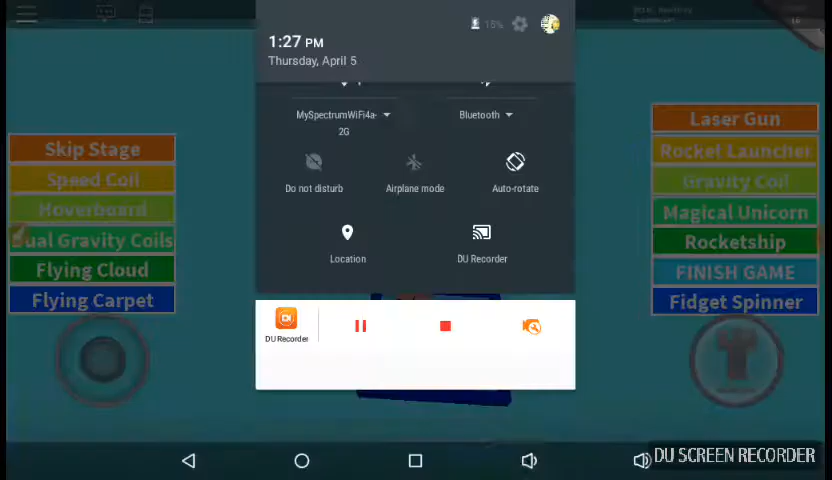 15%
1:27 PM
Thursday, April 5
MySpectrumWiFi4a-
2G
Bluetooth
Do not disturb
Airplane mode
Auto-rotate
Location
DU Recorder
DU Recorder
Skip Stage
Speed Coil
Hoverboard
Dual Gravity Coils
Flying Cloud
Flying Carpet
Laser Gun
Rocket Launcher
Gravity Coil
Magical Unicorn
Rocketship
FINISH GAME
Fidget Spinner
DU SCREEN RECORDER